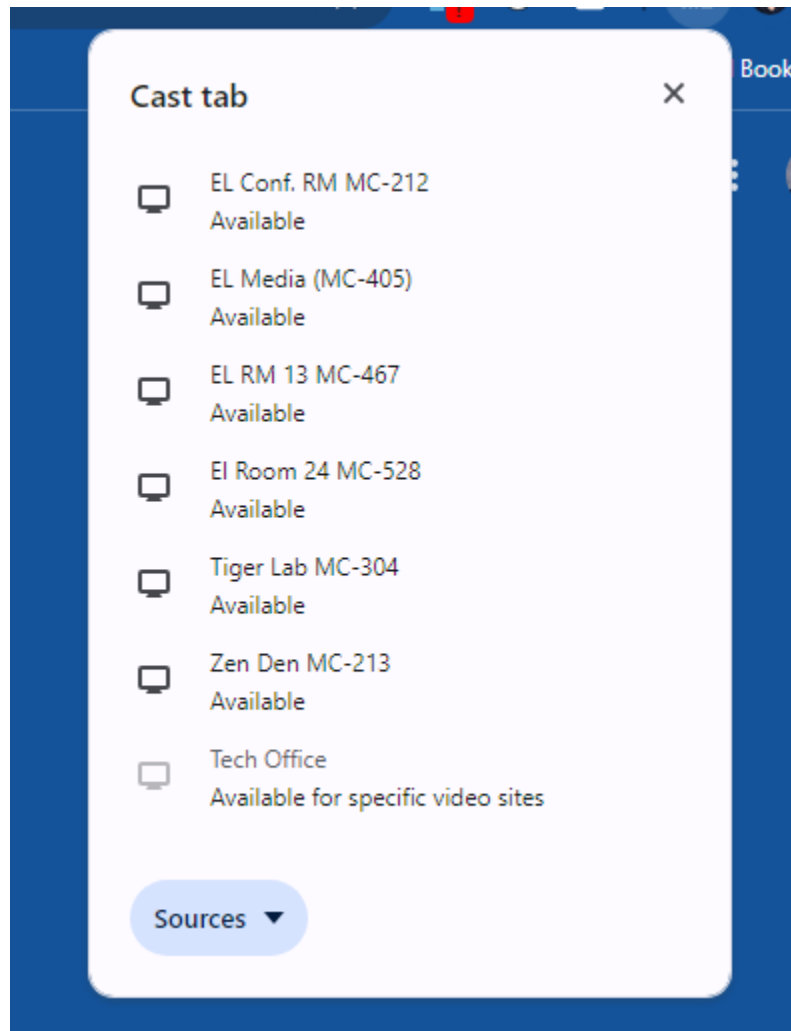 Book
Cast tab
EL Conf. RM MC-212
Available
EL Media (MC-405)
Available
EL RM 13 MC-467
Available
El Room 24 MC-528
Available
Tiger Lab MC-304
Available
Zen Den MC-213
Available
Tech Office
Available for specific video sites
Sources